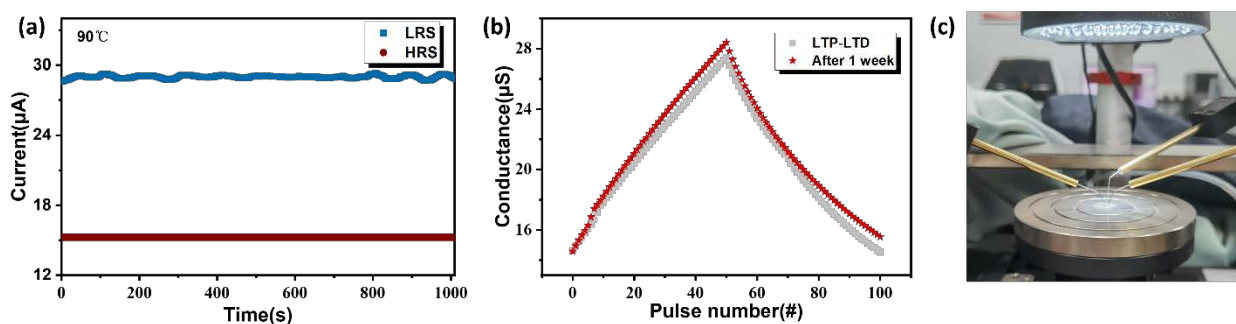 (a)
90℃
LRS
HRS
Current(µA)
36
30
24
18
12
0
200
400
600
800
1000
Time(s)
(b)
LTP-LTD
After 1 week
Conductance(µS)
28
24
20
16
0
20
40
60
80
100
Pulse number(#)
(c)